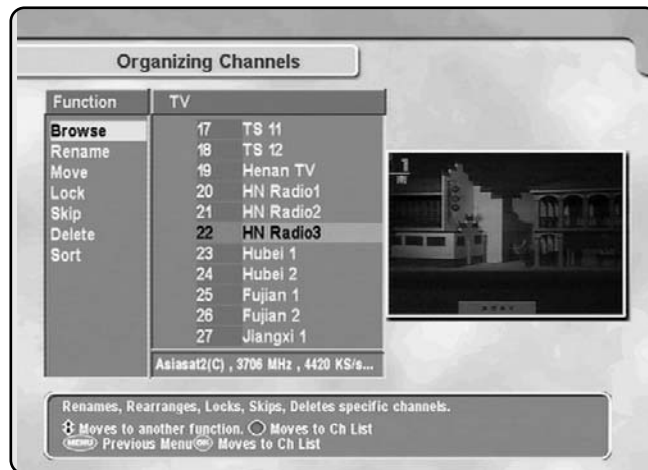 Organizing Channels
Function TV
Browse
Rename
Move
Lock
Skip
Delete
Sort
17 TS 11
18 TS 12
19 Henan TV
20 HN Radio1
21 HN Radio2
22 HN Radio3
23 Hubei 1
24 Hubei 2
25 Fujian 1
26 Fujian 2
27 Jiangxi 1
Asiasat2(C) , 3706 MHz , 4420 KS/s...
1
Renames, Rearranges, Locks, Skips, Deletes specific channels.
Moves to another function. Moves to Ch List
MENU Previous Menu OK Moves to Ch List